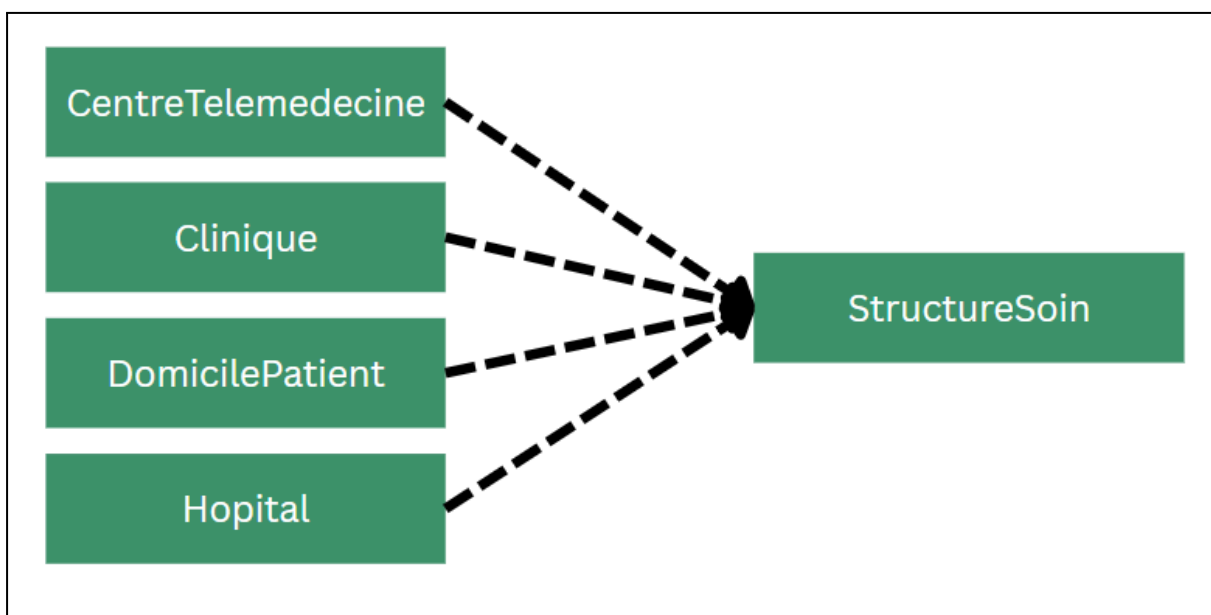 CentreTelemedecine
Clinique
DomicilePatient
Hopital
StructureSoin